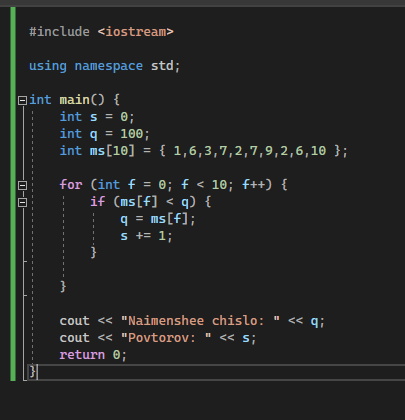 #include <iostream>
using namespace std;
int main() {
int s = 0;
int q = 100;
int ms[10] = { 1,6,3,7,2,7,9,2,6,10 };
for (int f = 0; f < 10; f++) {
if (ms[f] < q) {
q = ms[f];
s += 1;
}
}
cout << "Naimenshee chislo: " << q;
cout << "Povtorov: " << s;
return 0;
}